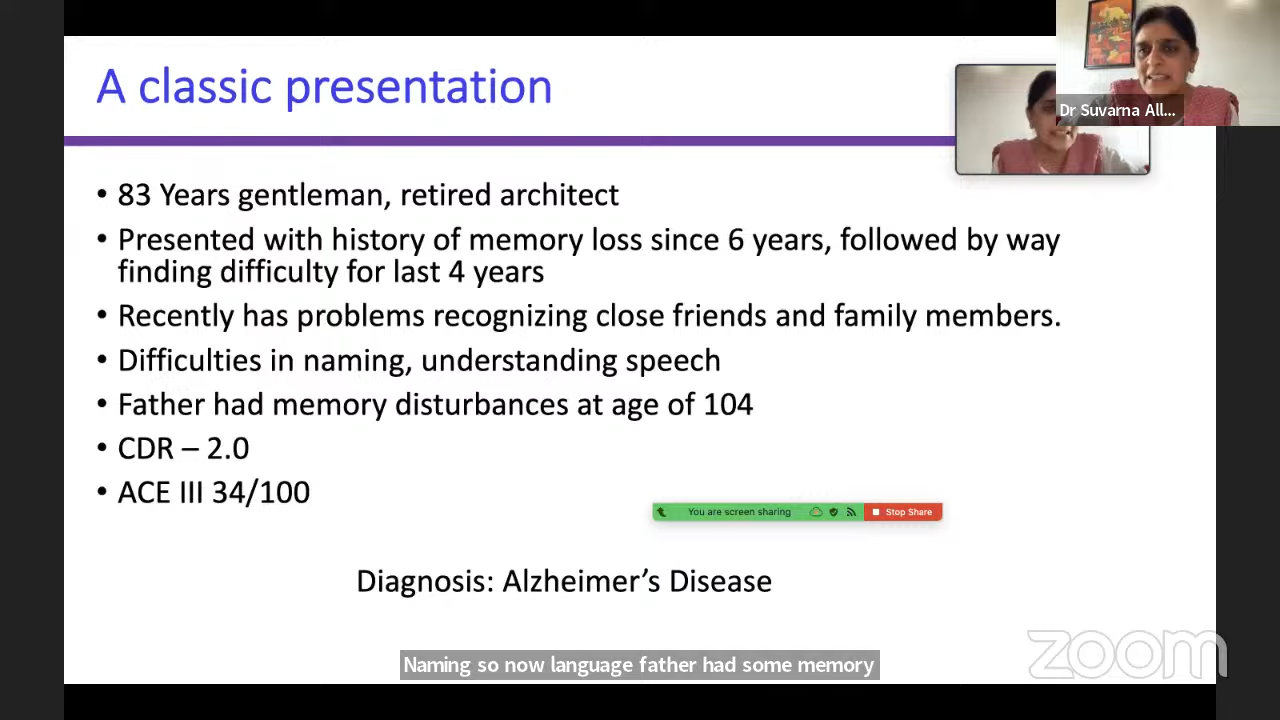 A classic presentation
Dr Suvarna All...
• 83 Years gentleman, retired architect
• Presented with history of memory loss since 6 years, followed by way
finding difficulty for last 4 years
• Recently has problems recognizing close friends and family members.
• Difficulties in naming, understanding speech
• Father had memory disturbances at age of 104
• CDR – 2.0
• ACE III 34/100
You are screen sharing
Stop Share
Diagnosis: Alzheimer’s Disease
Naming so now language father had some memory
zoom